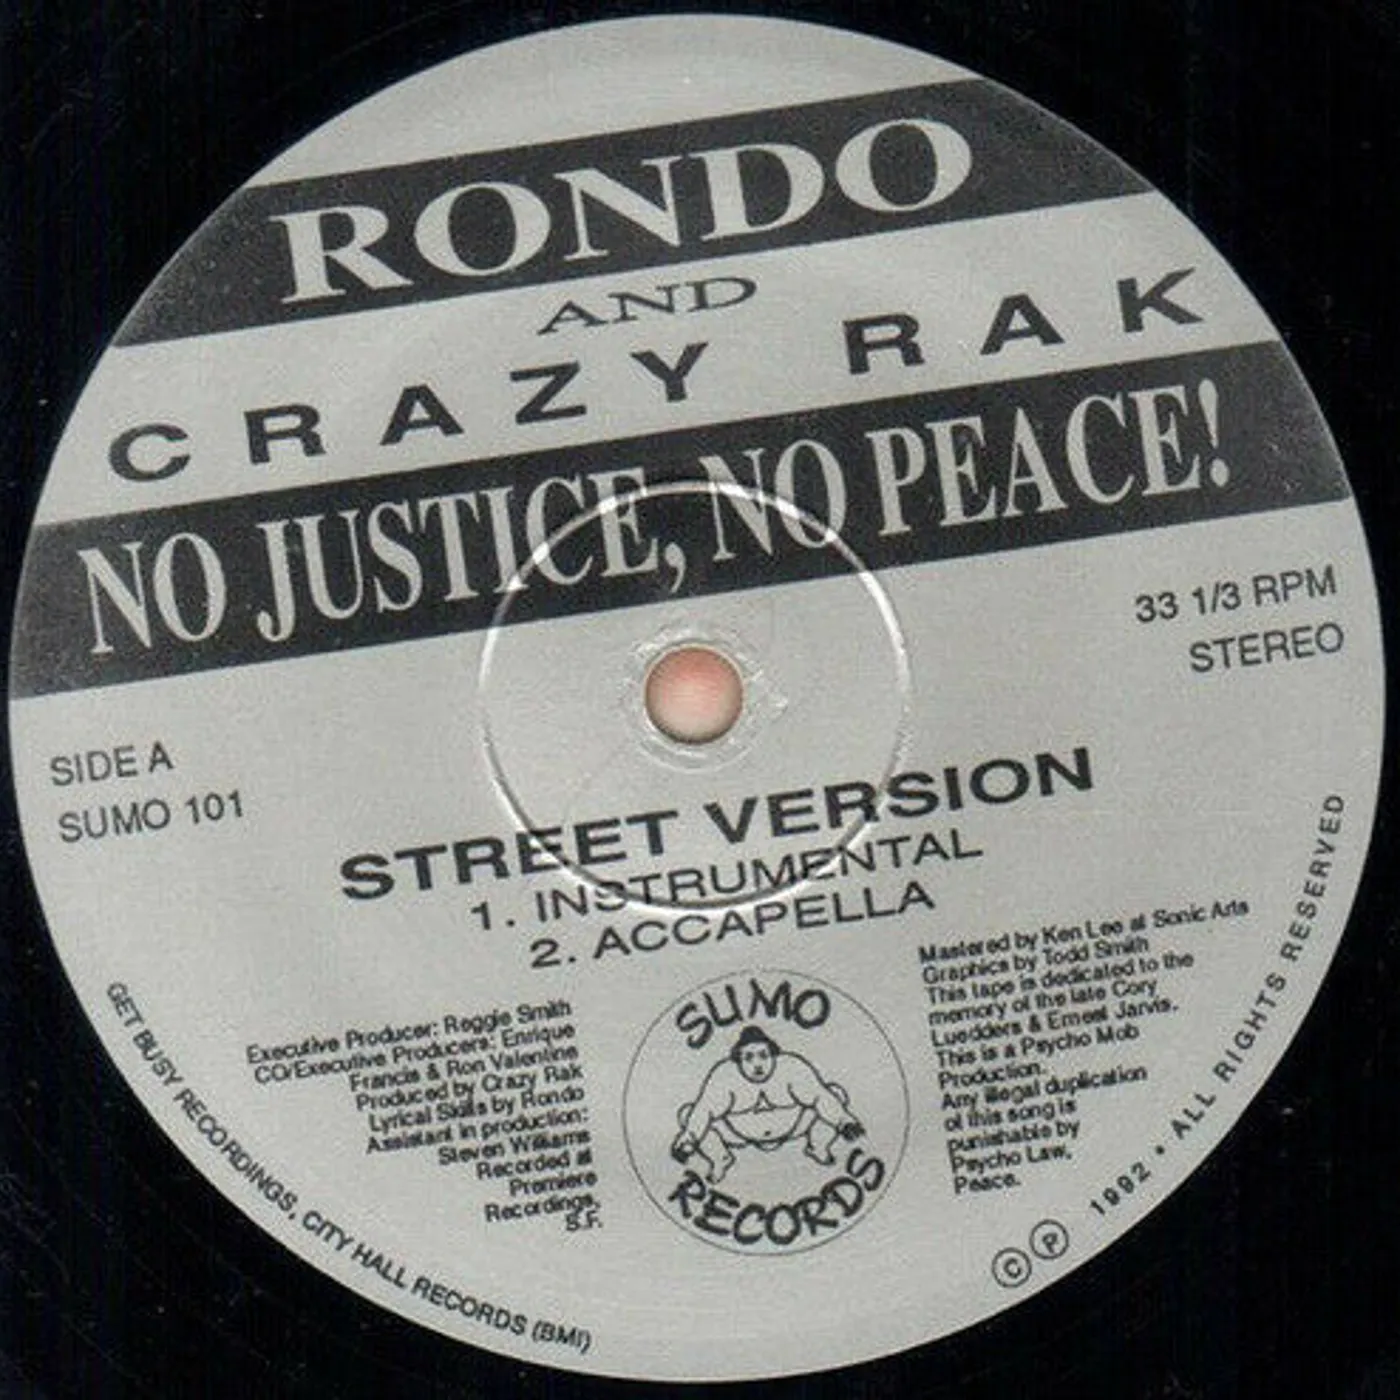 RONDO
AND
CRAZY RAK
NO JUSTICE, NO PEACE!
33 1/3 RPM
STEREO
SIDE A
SUMO 101
STREET VERSION
1. INSTRUMENTAL
2. ACCAPELLA
Executive Producer: Reggie Smith
CO/Executive Producers: Enrique
Francis & Ron Valentine
Produced by Crazy Rak
Lyrical Skills by Rondo
Assistant in production:
Steven Williams
Recorded at
Premiere
Recordings,
S.F.
SUMO
RECORDS
Mastered by Ken Lee at Sonic Arts
Graphics by Todd Smith
This tape is dedicated to the
memory of the late Cory
Luedders & Ernest Jarvis.
This is a Psycho Mob
Production.
Any illegal duplication
of this song is
punishable by
Psycho Law,
Peace.
GET BUSY RECORDINGS, CITY HALL RECORDS (BMI)
© ℗ 1992 • ALL RIGHTS RESERVED